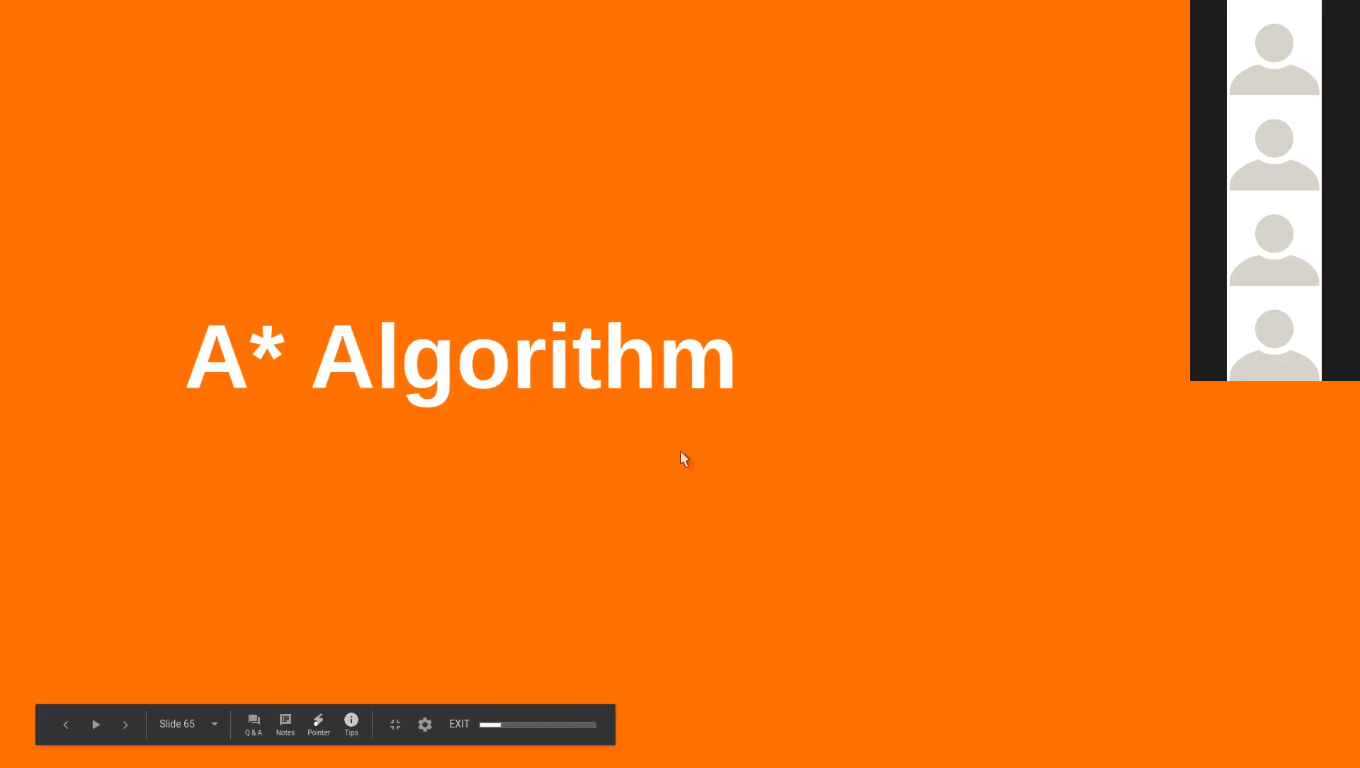 A* Algorithm
Slide 65
Q & A
Notes
Pointer
Tips
EXIT